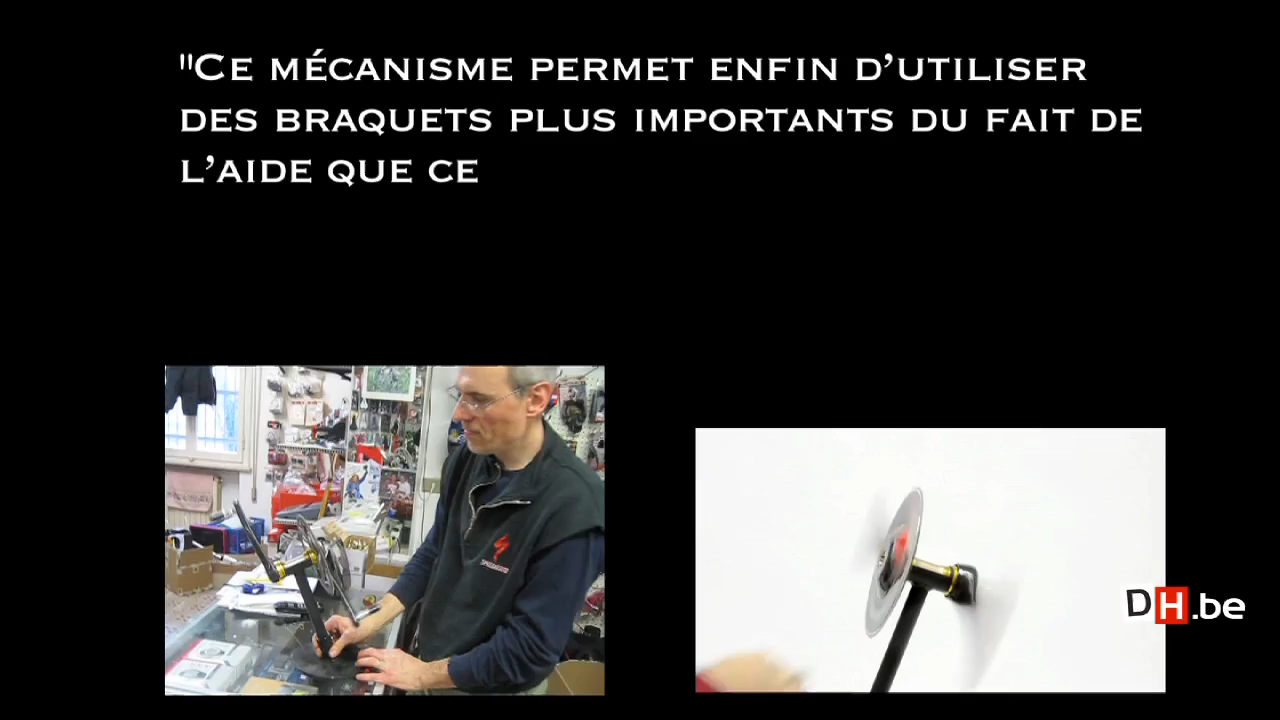 "Ce mécanisme permet enfin d’utiliser
des braquets plus importants du fait de
l’aide que ce
DH.be